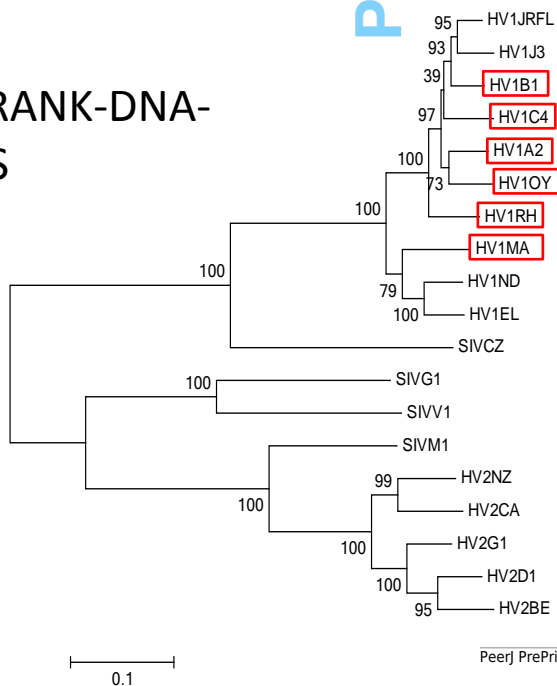 P
RANK-DNA-
S
HV1JRFL
95
HV1J3
93
39
HV1B1
HV1C4
97
HV1A2
100
73
HV1OY
HV1RH
100
HV1MA
HV1ND
79
100
HV1EL
100
SIVCZ
SIVG1
100
SIVV1
SIVM1
100
HV2NZ
99
HV2CA
100
HV2G1
100
HV2D1
95
HV2BE
0.1
PeerJ PrePri